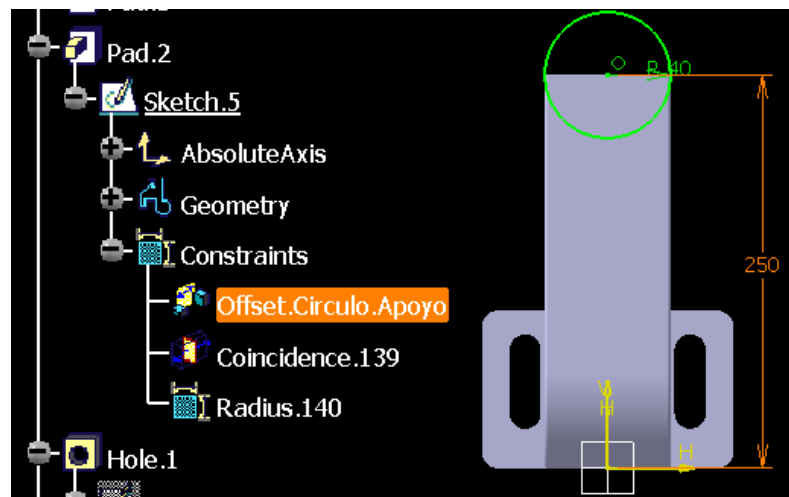 Pad.2
Sketch.5
AbsoluteAxis
Geometry
Constraints
Offset.Circulo.Apoyo
Coincidence.139
Radius.140
Hole.1
R 40
250
V
H
H